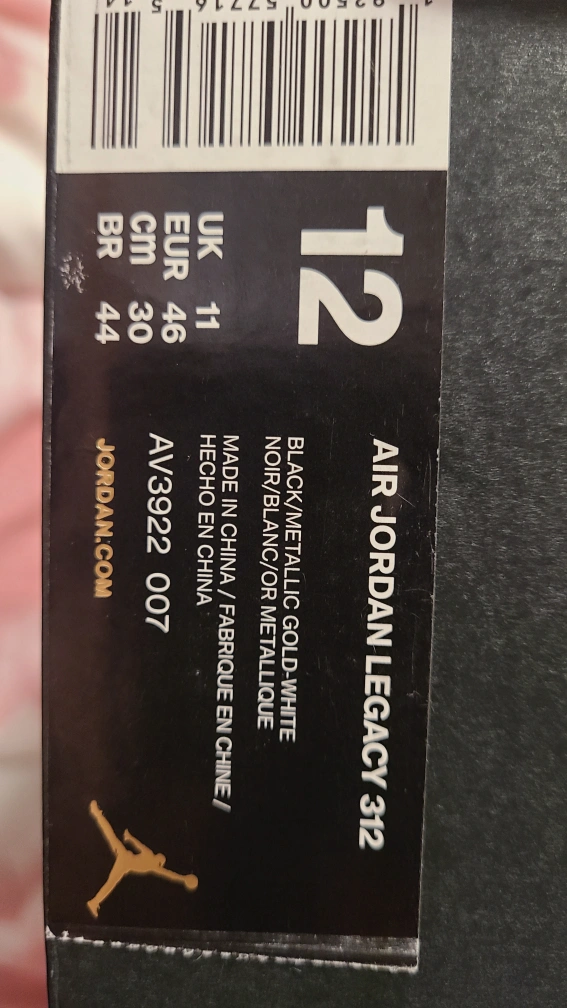 12
UK 11
EUR 46
cm 30
BR 44
AIR JORDAN LEGACY 312
BLACK/METALLIC GOLD-WHITE
NOIR/BLANC/OR METALLIQUE
MADE IN CHINA / FABRIQUE EN CHINE /
HECHO EN CHINA
AV3922 007
JORDAN.COM